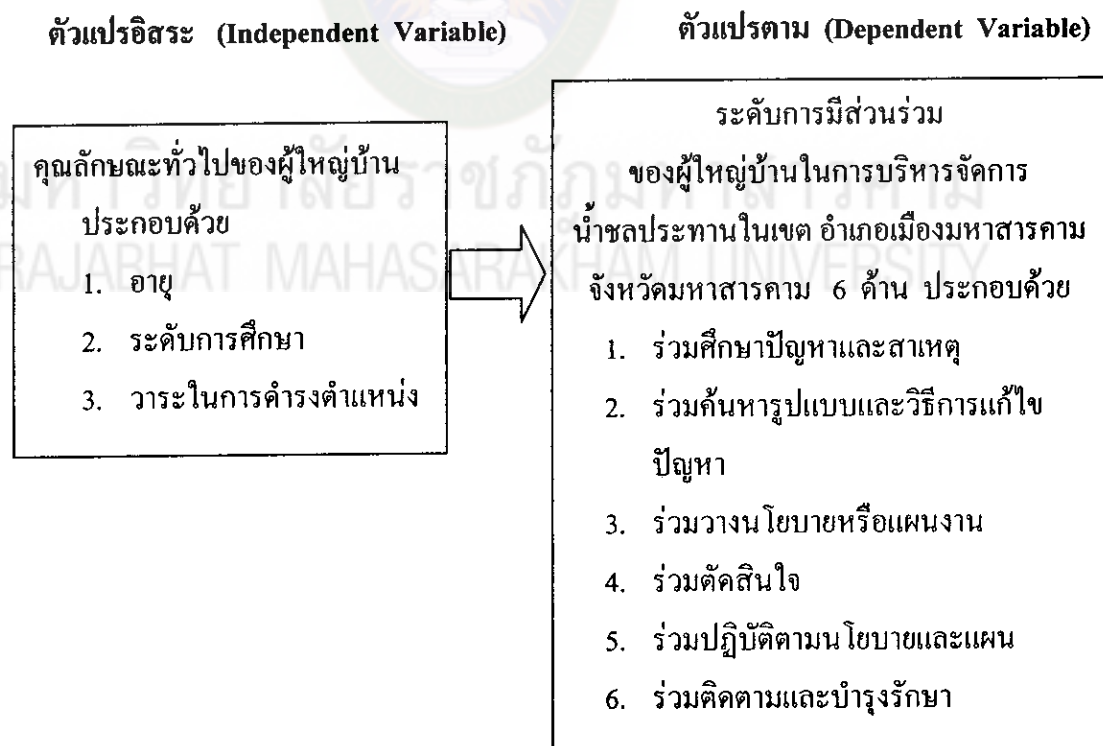 ตัวแปรอิสระ (Independent Variable)
ตัวแปรตาม (Dependent Variable)
คุณลักษณะทั่วไปของผู้ใหญ่บ้าน
ประกอบด้วย
1. อายุ
2. ระดับการศึกษา
3. วาระในการดำรงตำแหน่ง
ระดับการมีส่วนร่วม
ของผู้ใหญ่บ้านในการบริหารจัดการ
น้ำชลประทานในเขต อำเภอเมืองมหาสารคาม
จังหวัดมหาสารคาม 6 ด้าน ประกอบด้วย
1. ร่วมศึกษาปัญหาและสาเหตุ
2. ร่วมค้นหารูปแบบและวิธีการแก้ไข
ปัญหา
3. ร่วมวางนโยบายหรือแผนงาน
4. ร่วมตัดสินใจ
5. ร่วมปฏิบัติตามนโยบายและแผน
6. ร่วมติดตามและบำรุงรักษา
มหาวิทยาลัยราชภัฏมหาสารคาม
RAJABHAT MAHASARAKHAM UNIVERSITY